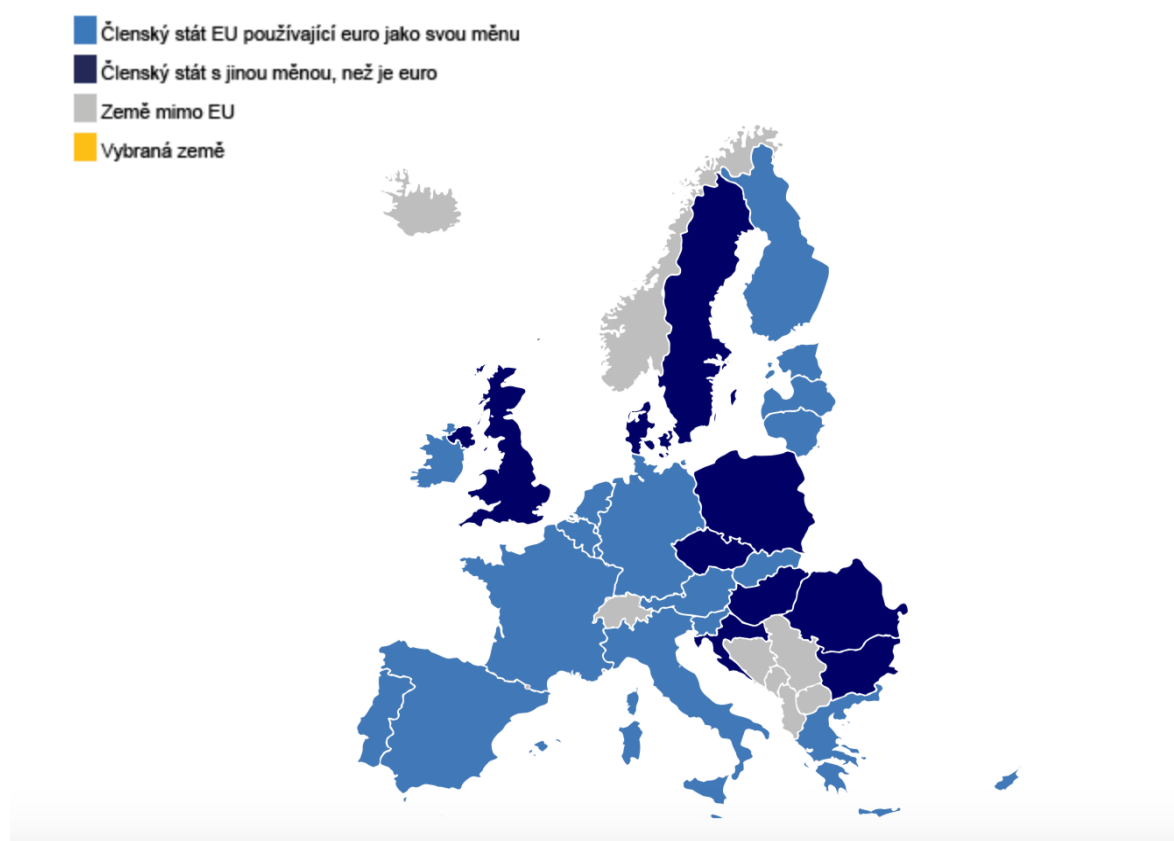 Členský stát EU používající euro jako svou měnu
Členský stát s jinou měnou, než je euro
Země mimo EU
Vybraná země